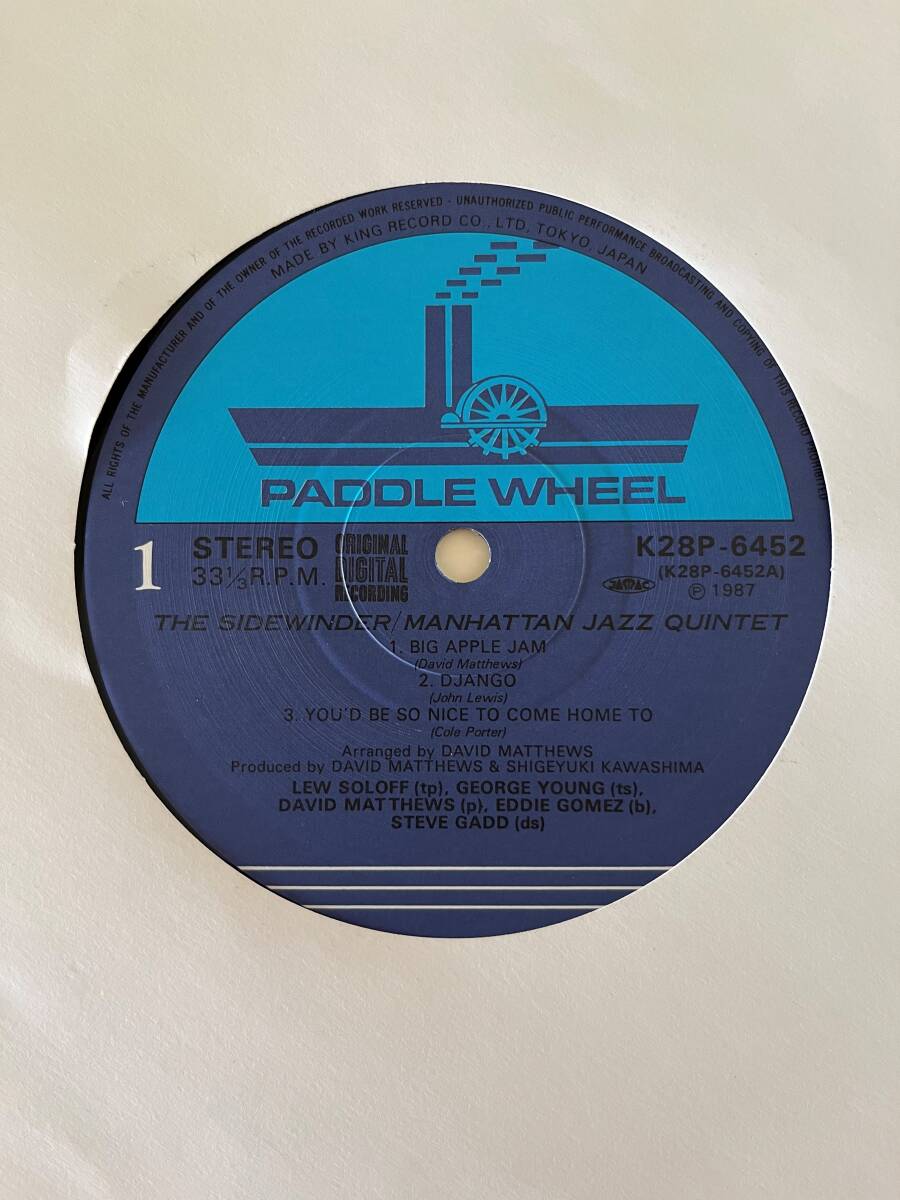 ALL RIGHTS OF THE MANUFACTURER AND OF THE OWNER OF THE RECORDED WORK RESERVED - UNAUTHORIZED PUBLIC PERFORMANCE BROADCASTING AND COPYING OF THIS RECORD PROHIBITED
MADE BY KING RECORD CO., LTD, TOKYO, JAPAN
PADDLE WHEEL
1
STEREO
33 1/3 R.P.M.
ORIGINAL
DIGITAL
RECORDING
K28P-6452
(K28P-6452A)
JASRAC
℗ 1987
THE SIDEWINDER/MANHATTAN JAZZ QUINTET
1. BIG APPLE JAM
(David Matthews)
2. DJANGO
(John Lewis)
3. YOU'D BE SO NICE TO COME HOME TO
(Cole Porter)
Arranged by DAVID MATTHEWS
Produced by DAVID MATTHEWS & SHIGEYUKI KAWASHIMA
LEW SOLOFF (tp), GEORGE YOUNG (ts),
DAVID MATTHEWS (p), EDDIE GOMEZ (b),
STEVE GADD (ds)